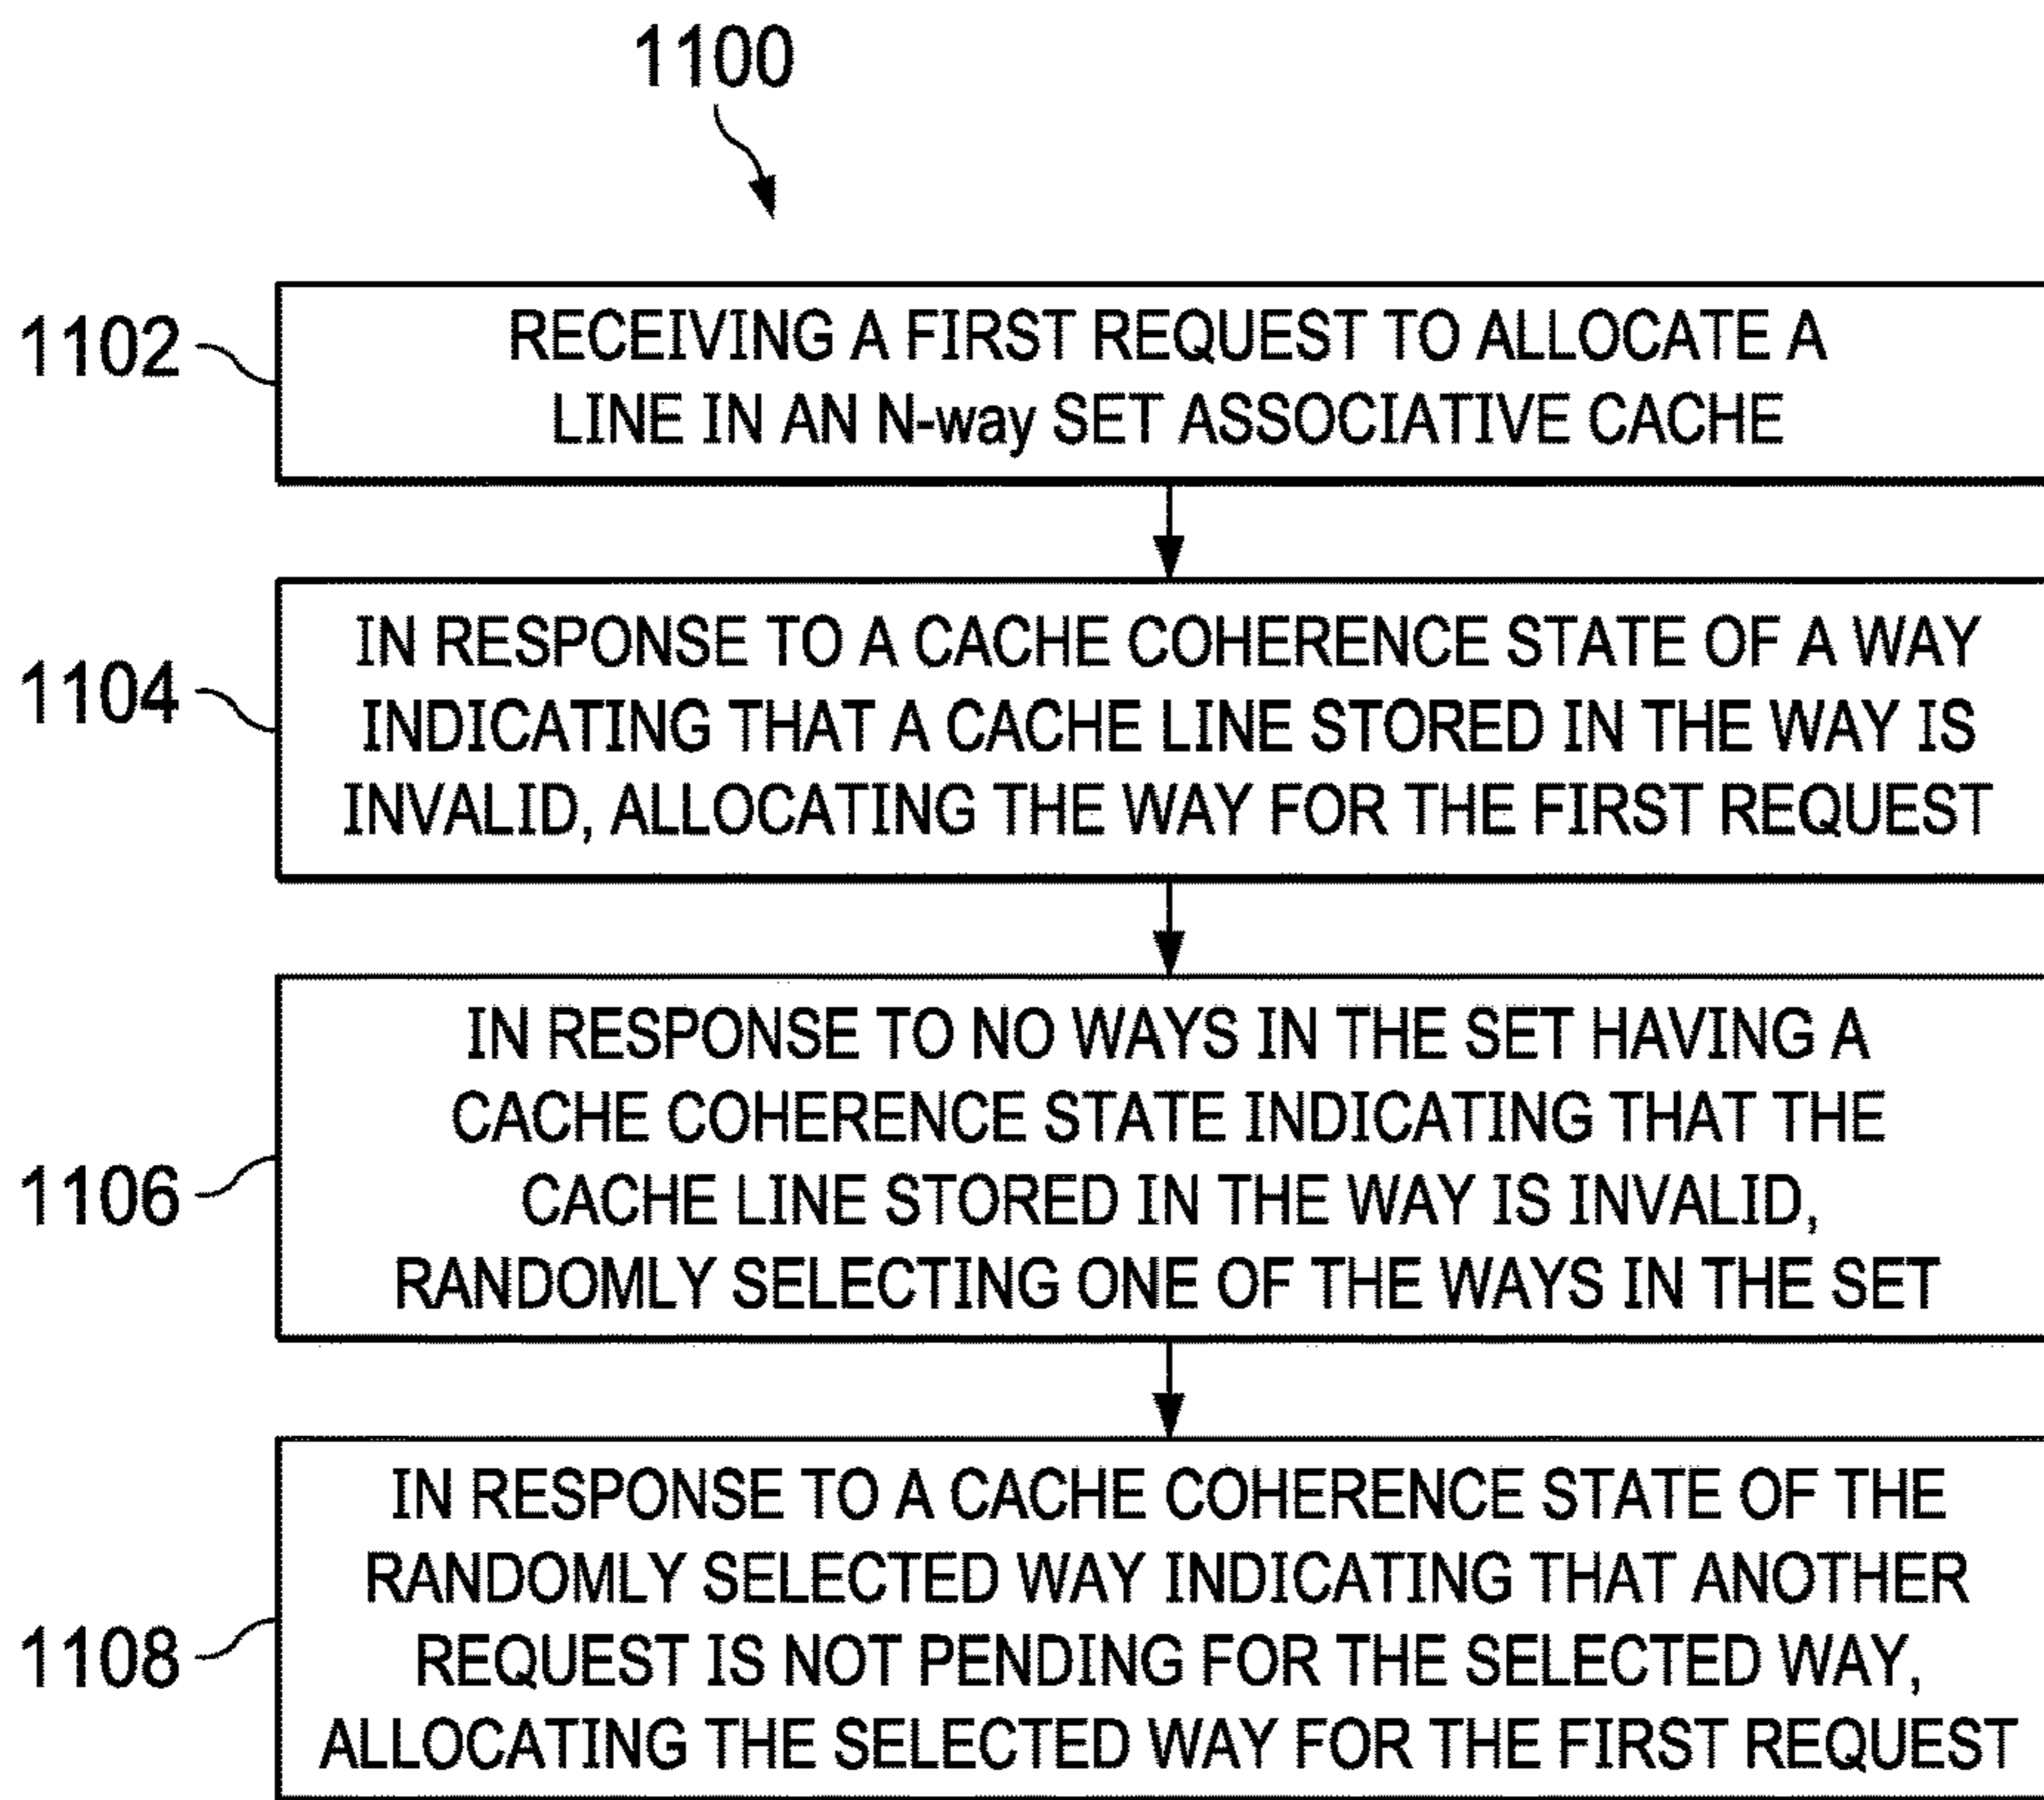 1100
1102
RECEIVING A FIRST REQUEST TO ALLOCATE A
LINE IN AN N-way SET ASSOCIATIVE CACHE
1104
IN RESPONSE TO A CACHE COHERENCE STATE OF A WAY
INDICATING THAT A CACHE LINE STORED IN THE WAY IS
INVALID, ALLOCATING THE WAY FOR THE FIRST REQUEST
1106
IN RESPONSE TO NO WAYS IN THE SET HAVING A
CACHE COHERENCE STATE INDICATING THAT THE
CACHE LINE STORED IN THE WAY IS INVALID,
RANDOMLY SELECTING ONE OF THE WAYS IN THE SET
1108
IN RESPONSE TO A CACHE COHERENCE STATE OF THE
RANDOMLY SELECTED WAY INDICATING THAT ANOTHER
REQUEST IS NOT PENDING FOR THE SELECTED WAY,
ALLOCATING THE SELECTED WAY FOR THE FIRST REQUEST